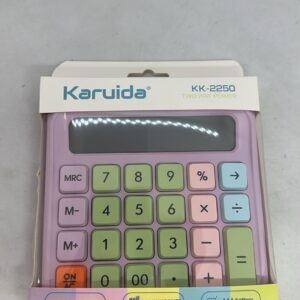 Karuida®
KK-2250
TWO WAY POWER
MRC 7 8 9 % →
M- 4 5 6 × ÷
M+ 1 2 3 − =
ON 0 00 · +